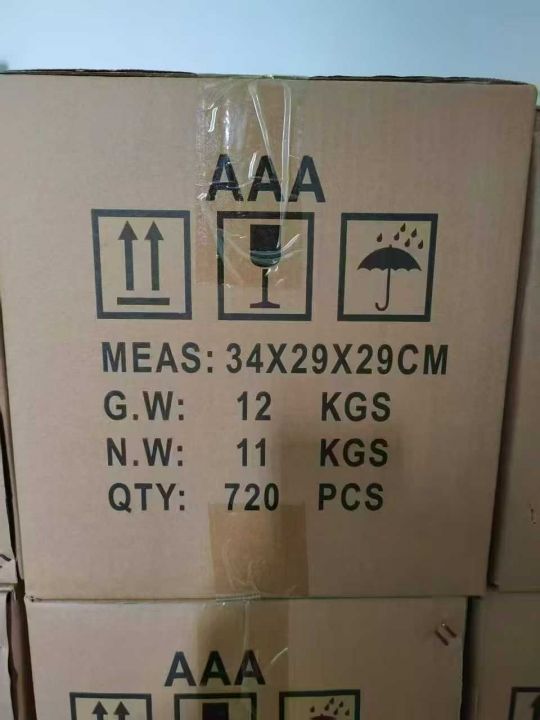 AAA
MEAS: 34X29X29CM
G.W: 12 KGS
N.W: 11 KGS
QTY: 720 PCS
AAA